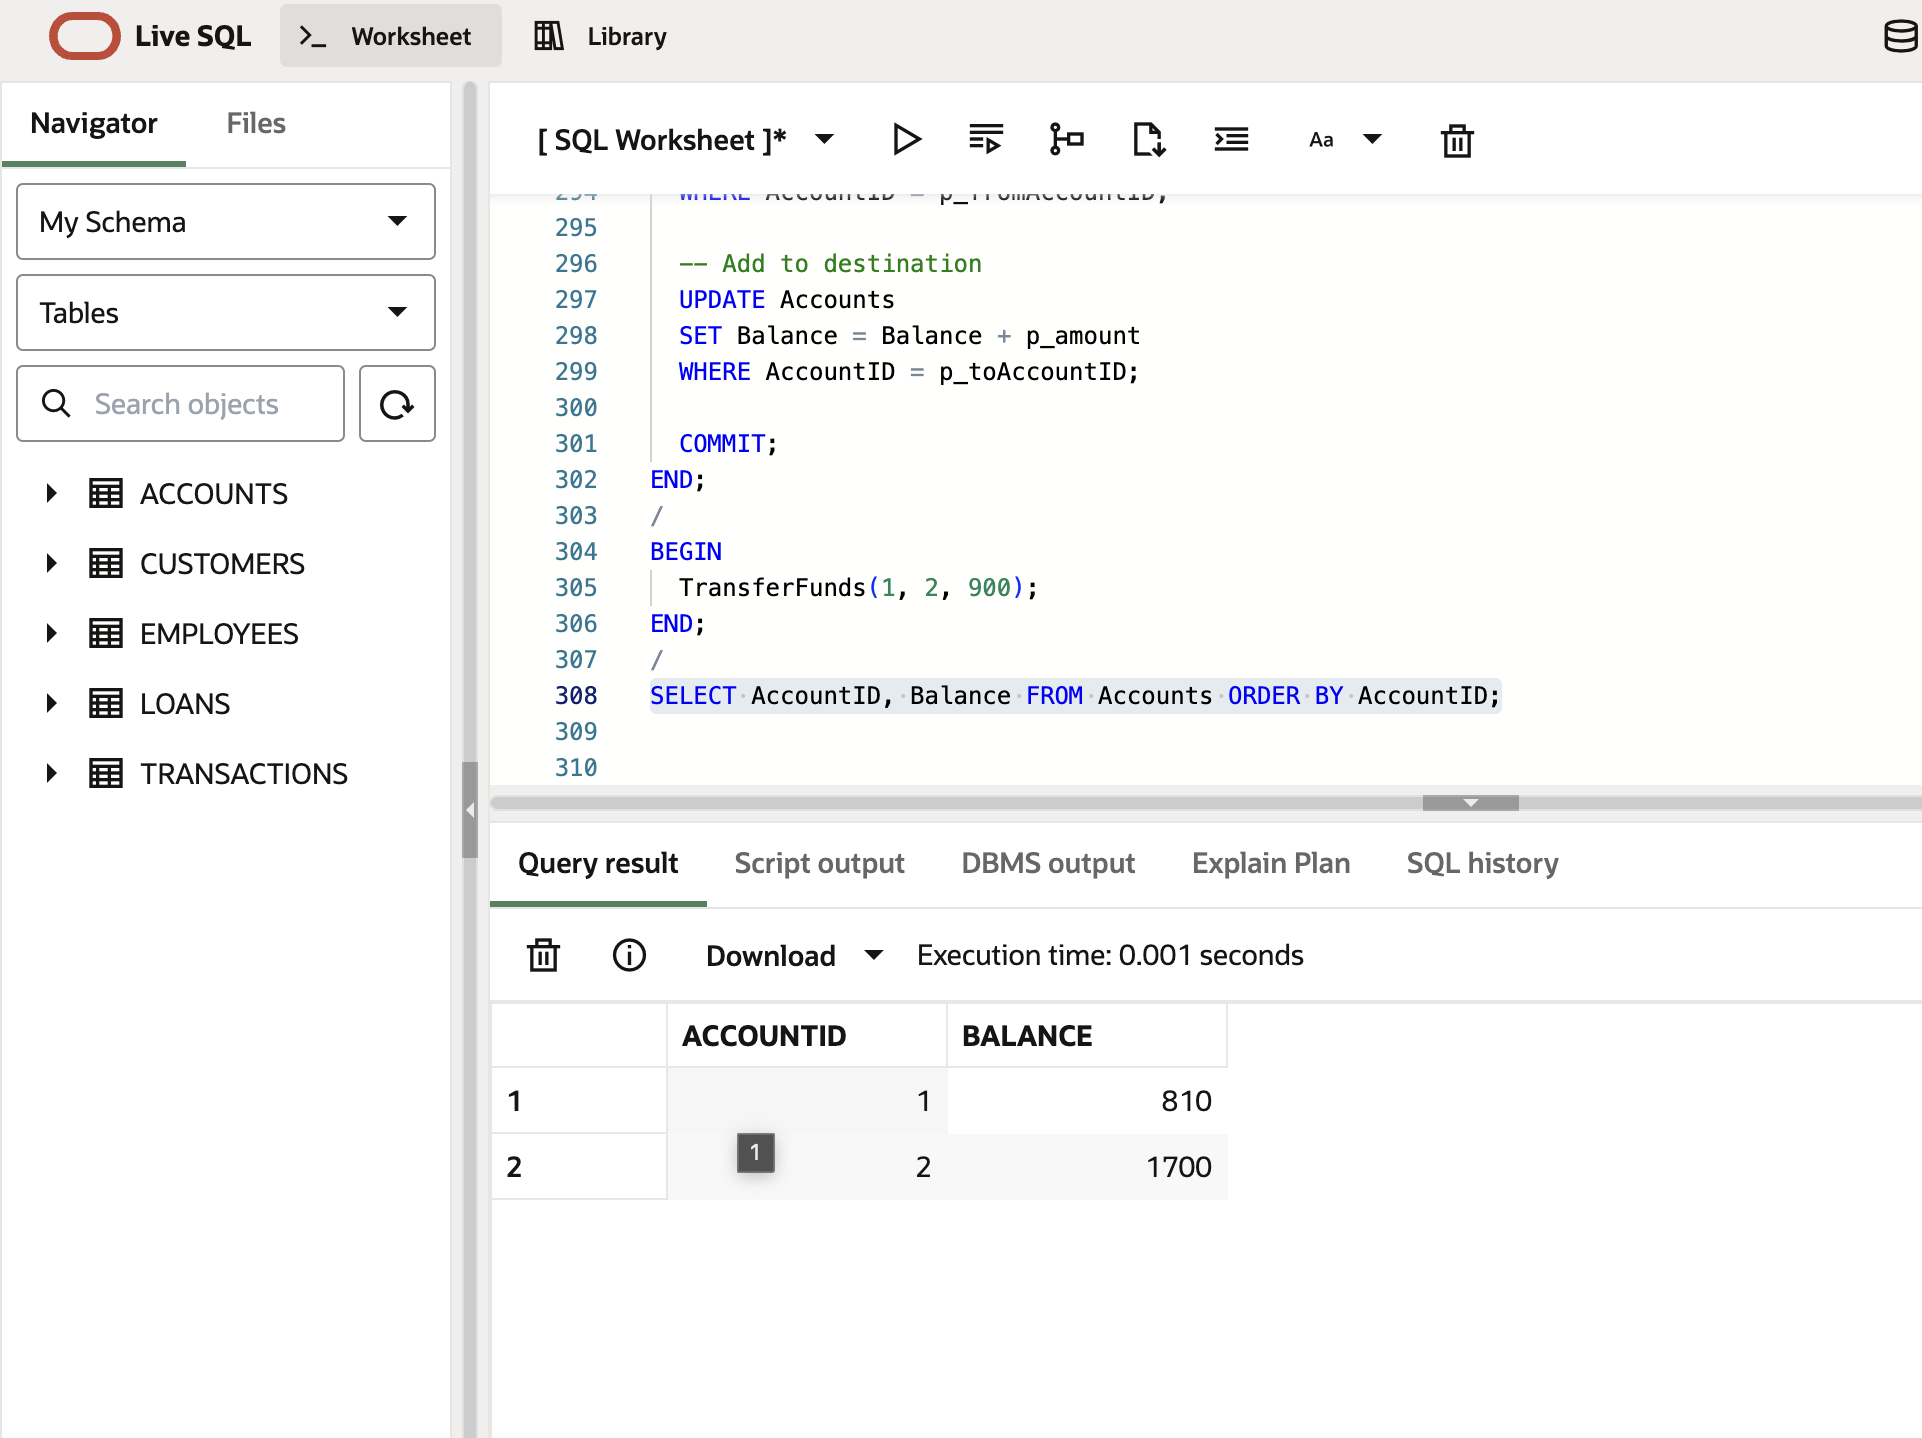 Live SQL
Worksheet
Library
Navigator
Files
My Schema
Tables
Search objects
ACCOUNTS
CUSTOMERS
EMPLOYEES
LOANS
TRANSACTIONS
[ SQL Worksheet ]*
Aa
294 WHERE AccountID = p_fromAccountID;
295
296 -- Add to destination
297 UPDATE Accounts
298 SET Balance = Balance + p_amount
299 WHERE AccountID = p_toAccountID;
300
301 COMMIT;
302 END;
303 /
304 BEGIN
305 TransferFunds(1, 2, 900);
306 END;
307 /
308 SELECT AccountID, Balance FROM Accounts ORDER BY AccountID;
309
310
Query result
Script output
DBMS output
Explain Plan
SQL history
Download
Execution time: 0.001 seconds
ACCOUNTID BALANCE
1 1 810
2 2 1700
1